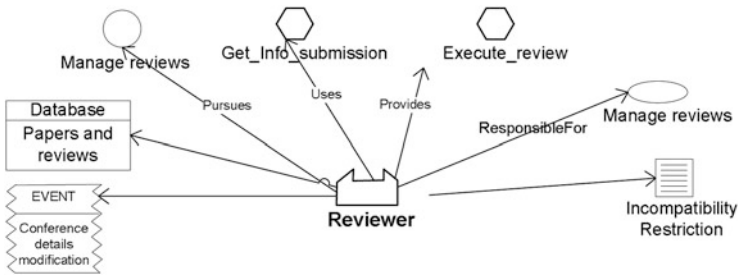 Manage reviews
Get_Info_submission
Execute_review
Pursues
Uses
Provides
ResponsibleFor
Manage reviews
Database
Papers and
reviews
EVENT
Conference
details
modification
Reviewer
Incompatibility
Restriction